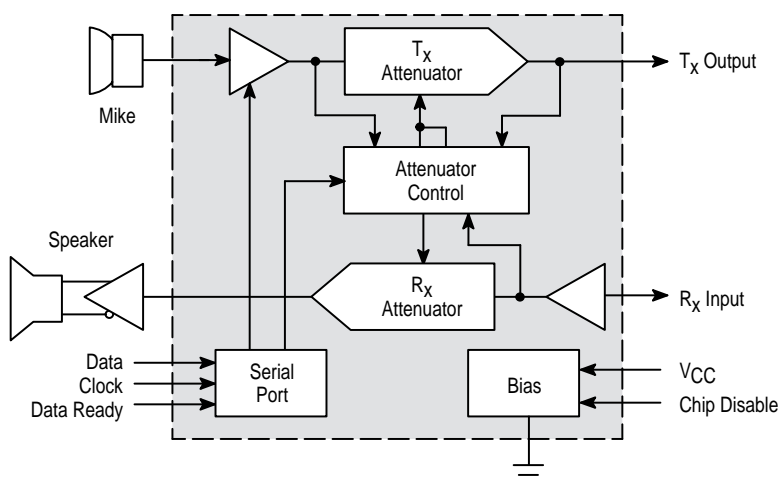 Tx
Attenuator
Tx Output
Mike
Attenuator
Control
Speaker
Rx
Attenuator
Rx Input
Data
Clock
Data Ready
Serial
Port
Bias
VCC
Chip Disable